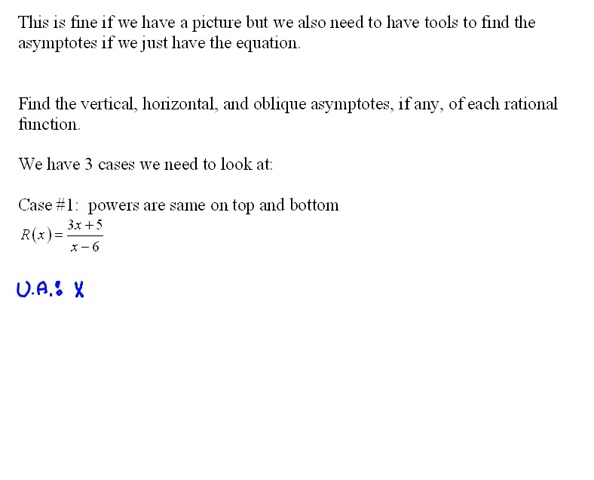 This is fine if we have a picture but we also need to have tools to find the
asymptotes if we just have the equation.
Find the vertical, horizontal, and oblique asymptotes, if any, of each rational
function.
We have 3 cases we need to look at:
Case #1:  powers are same on top and bottom
R(x) = (3x+5)/(x-6)
V.A.: X